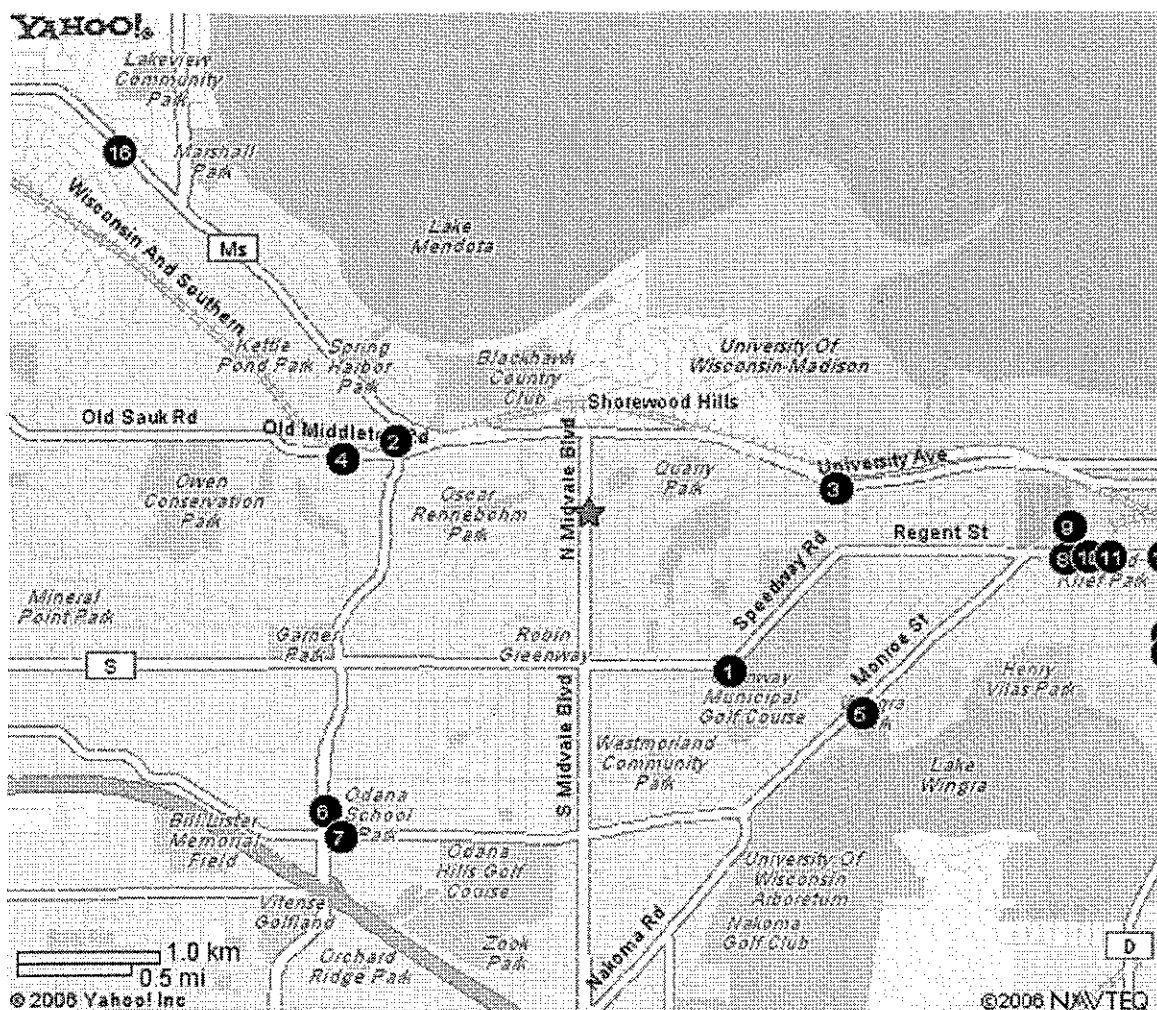 YAHOO!
Lakeview
Community
Park
16
Marshall
Park
Wisconsin And Southern
Ms
Lake
Mendota
Kettle
Pond Park
Spring
Harbor
Park
Blackhawk
Country
Club
University Of
Wisconsin-Madison
Shorewood Hills
Old Sauk Rd
2
4
N Midvale Blvd
University Ave
Quarry
Park
3
Owen
Conservation
Park
Oscar
Rennebohm
Park
Regent St
9
8
10
11
Speedway Rd
Mineral
Point Park
Garner
Park
Robin
Greenway
S
1
Municipal
Golf Course
Monroe St
5
Henry
Vilas Park
S Midvale Blvd
Westmorland
Community
Park
Lake
Wingra
6
7
Odana
School
Park
Bill Lister
Memorial
Field
Odana
Hills Golf
Course
University Of
Wisconsin
Arboretum
Vitense
Golfland
Nakoma Rd
Nakoma
Golf Club
Zook
Park
Orchard
Ridge Park
D
1.0 km
0.5 mi
© 2006 Yahoo! Inc
©2006 NAVTEQ